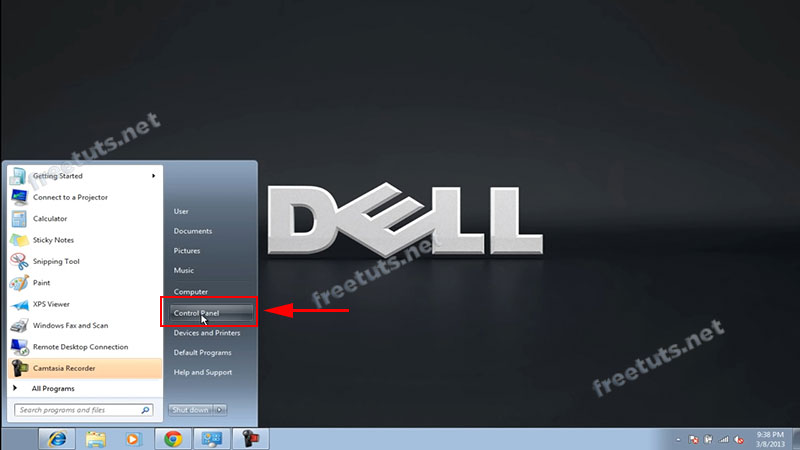 freetuts.net
DELL
Getting Started
Connect to a Projector
Calculator
Sticky Notes
Snipping Tool
Paint
XPS Viewer
Windows Fax and Scan
Remote Desktop Connection
Camtasia Recorder
All Programs
Search programs and files
User
Documents
Pictures
Music
Computer
Control Panel
Devices and Printers
Default Programs
Help and Support
Shut down
freetuts.net
freetuts.net
9:38 PM
3/8/2013